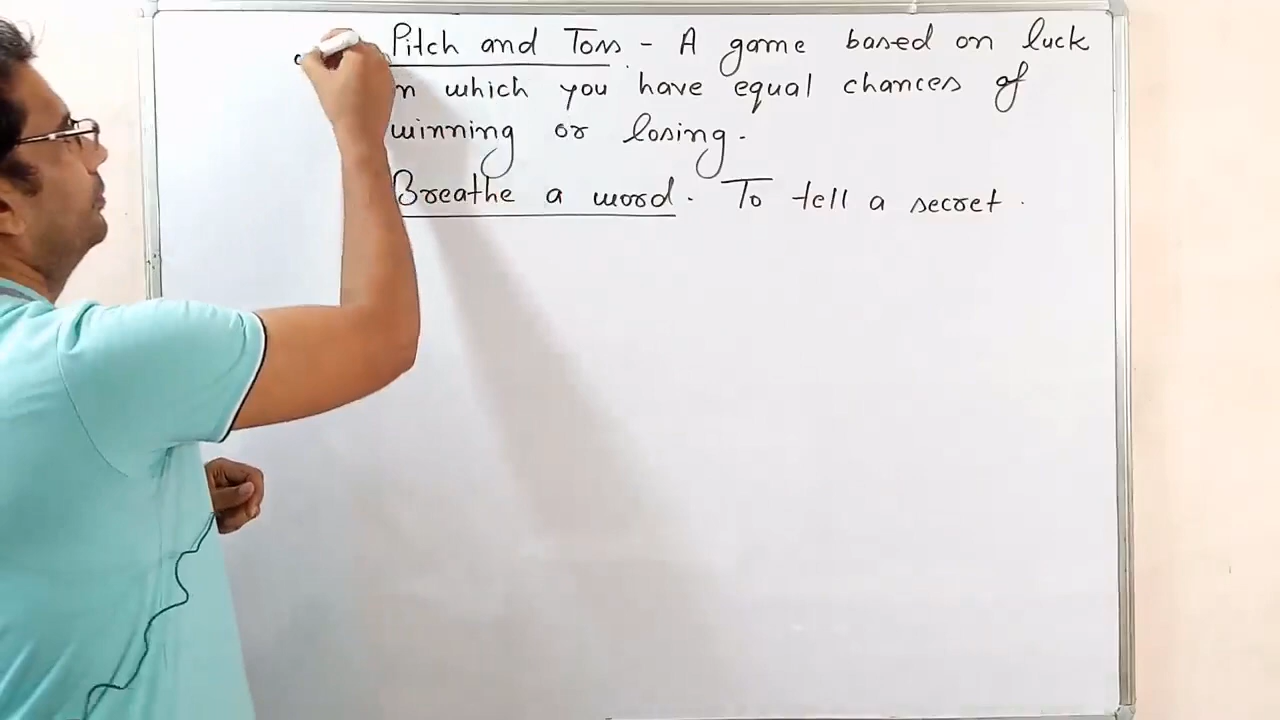 Pitch and Toss - A game based on luck
in which you have equal chances of
winning or losing.
Breathe a word. To tell a secret.